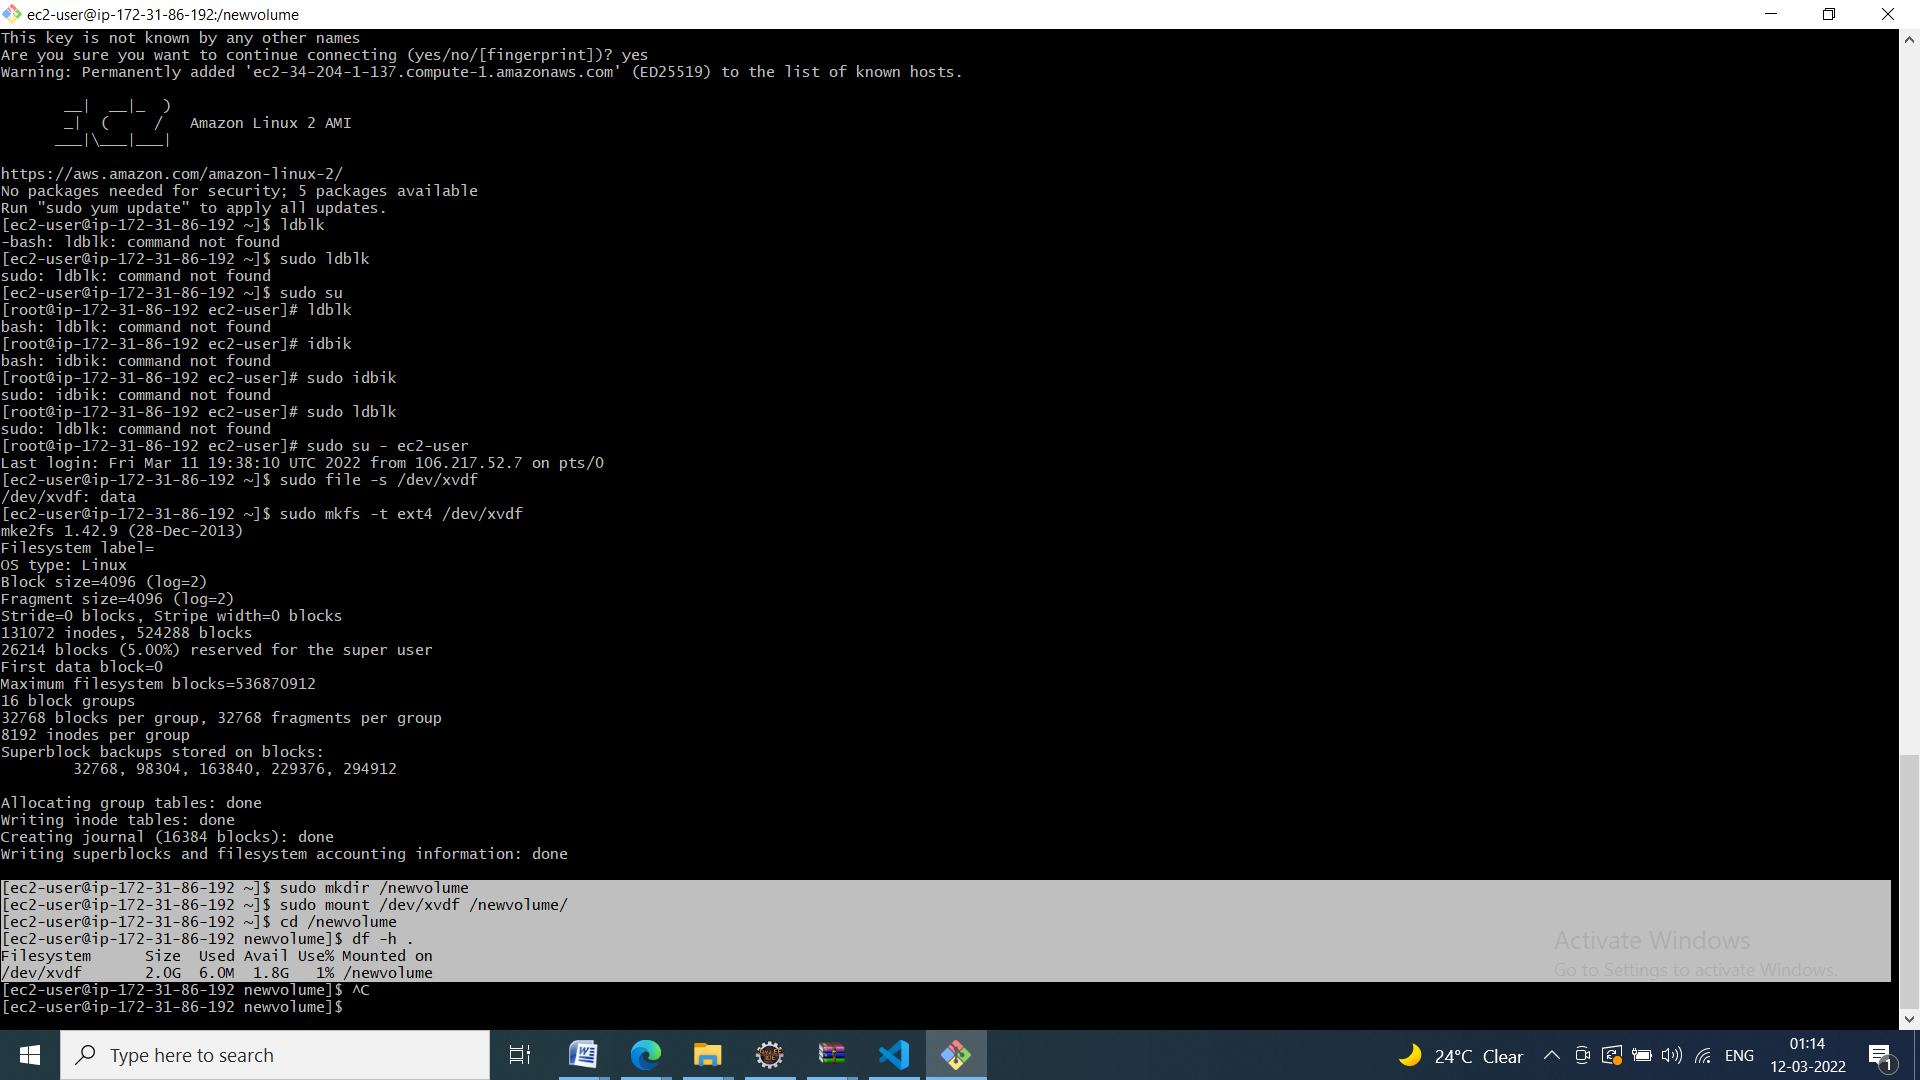 ec2-user@ip-172-31-86-192:/newvolume
This key is not known by any other names
Are you sure you want to continue connecting (yes/no/[fingerprint])? yes
Warning: Permanently added 'ec2-34-204-1-137.compute-1.amazonaws.com' (ED25519) to the list of known hosts.
       __|  __|_  )
       _|  (     /   Amazon Linux 2 AMI
      ___|\___|___|
https://aws.amazon.com/amazon-linux-2/
No packages needed for security; 5 packages available
Run "sudo yum update" to apply all updates.
[ec2-user@ip-172-31-86-192 ~]$ ldblk
-bash: ldblk: command not found
[ec2-user@ip-172-31-86-192 ~]$ sudo ldblk
sudo: ldblk: command not found
[ec2-user@ip-172-31-86-192 ~]$ sudo su
[root@ip-172-31-86-192 ec2-user]# ldblk
bash: ldblk: command not found
[root@ip-172-31-86-192 ec2-user]# idbik
bash: idbik: command not found
[root@ip-172-31-86-192 ec2-user]# sudo idbik
sudo: idbik: command not found
[root@ip-172-31-86-192 ec2-user]# sudo ldblk
sudo: ldblk: command not found
[root@ip-172-31-86-192 ec2-user]# sudo su - ec2-user
Last login: Fri Mar 11 19:38:10 UTC 2022 from 106.217.52.7 on pts/0
[ec2-user@ip-172-31-86-192 ~]$ sudo file -s /dev/xvdf
/dev/xvdf: data
[ec2-user@ip-172-31-86-192 ~]$ sudo mkfs -t ext4 /dev/xvdf
mke2fs 1.42.9 (28-Dec-2013)
Filesystem label=
OS type: Linux
Block size=4096 (log=2)
Fragment size=4096 (log=2)
Stride=0 blocks, Stripe width=0 blocks
131072 inodes, 524288 blocks
26214 blocks (5.00%) reserved for the super user
First data block=0
Maximum filesystem blocks=536870912
16 block groups
32768 blocks per group, 32768 fragments per group
8192 inodes per group
Superblock backups stored on blocks:
        32768, 98304, 163840, 229376, 294912
Allocating group tables: done
Writing inode tables: done
Creating journal (16384 blocks): done
Writing superblocks and filesystem accounting information: done
[ec2-user@ip-172-31-86-192 ~]$ sudo mkdir /newvolume
[ec2-user@ip-172-31-86-192 ~]$ sudo mount /dev/xvdf /newvolume/
[ec2-user@ip-172-31-86-192 ~]$ cd /newvolume
[ec2-user@ip-172-31-86-192 newvolume]$ df -h .
Filesystem      Size  Used Avail Use% Mounted on
/dev/xvdf       2.0G  6.0M  1.8G   1% /newvolume
[ec2-user@ip-172-31-86-192 newvolume]$ ^C
[ec2-user@ip-172-31-86-192 newvolume]$
Activate Windows
Go to Settings to activate Windows.
Type here to search
24°C Clear
ENG
01:14
12-03-2022
1